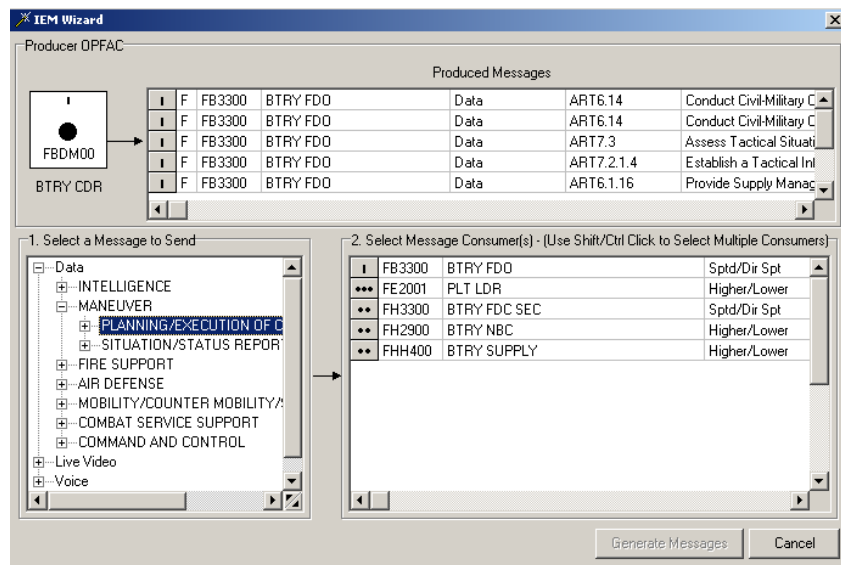 IEM Wizard
Producer OPFAC
Produced Messages
FBDM00
BTRY CDR
I F FB3300 BTRY FDO Data ART6.14 Conduct Civil-Military C
I F FB3300 BTRY FDO Data ART6.14 Conduct Civil-Military C
I F FB3300 BTRY FDO Data ART7.3 Assess Tactical Situati
I F FB3300 BTRY FDO Data ART7.2.1.4 Establish a Tactical Inf
I F FB3300 BTRY FDO Data ART6.1.16 Provide Supply Manag
1. Select a Message to Send
Data
INTELLIGENCE
MANEUVER
PLANNING/EXECUTION OF C
SITUATION/STATUS REPOR
FIRE SUPPORT
AIR DEFENSE
MOBILITY/COUNTER MOBILITY/
COMBAT SERVICE SUPPORT
COMMAND AND CONTROL
Live Video
Voice
2. Select Message Consumer(s) - (Use Shift/Ctrl Click to Select Multiple Consumers)
I FB3300 BTRY FDO Sptd/Dir Spt
••• FE2001 PLT LDR Higher/Lower
•• FH3300 BTRY FDC SEC Sptd/Dir Spt
•• FH2900 BTRY NBC Higher/Lower
•• FHH400 BTRY SUPPLY Higher/Lower
Generate Messages
Cancel